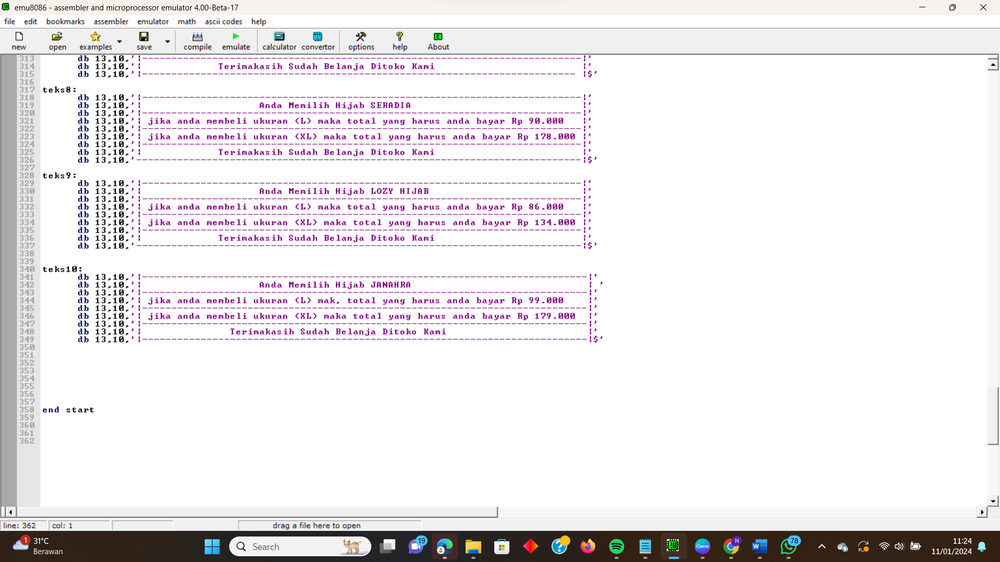 emu8086 - assembler and microprocessor emulator 4.00-Beta-17
file edit bookmarks assembler emulator math ascii codes help
new open examples save compile emulate calculator convertor options help About
313 db 13,10,'|---------------------------------------------------------------------------|'
314 db 13,10,'| Terimakasih Sudah Belanja Ditoko Kami |'
315 db 13,10,'|-------------------------------------------------------------------------- |$'
316
317 teks8:
318 db 13,10,'|---------------------------------------------------------------------------|'
319 db 13,10,'| Anda Memilih Hijab SERADIA |'
320 db 13,10,'|---------------------------------------------------------------------------|'
321 db 13,10,'| jika anda membeli ukuran (L) maka total yang harus anda bayar Rp 90.000 |'
322 db 13,10,'|---------------------------------------------------------------------------|'
323 db 13,10,'| jika anda membeli ukuran (XL) maka total yang harus anda bayar Rp 178.000 |'
324 db 13,10,'|---------------------------------------------------------------------------|'
325 db 13,10,'| Terimakasih Sudah Belanja Ditoko Kami |'
326 db 13,10,'----------------------------------------------------------------------------|$'
327
328 teks9:
329 db 13,10,'|---------------------------------------------------------------------------|'
330 db 13,10,'| Anda Memilih Hijab LOZY HIJAB |'
331 db 13,10,'|---------------------------------------------------------------------------|'
332 db 13,10,'| jika anda membeli ukuran (L) maka total yang harus anda bayar Rp 86.000 |'
333 db 13,10,'|---------------------------------------------------------------------------|'
334 db 13,10,'| jika anda membeli ukuran (XL) maka total yang harus anda bayar Rp 134.000 |'
335 db 13,10,'|---------------------------------------------------------------------------|'
336 db 13,10,'| Terimakasih Sudah Belanja Ditoko Kami |'
337 db 13,10,'----------------------------------------------------------------------------|$'
338
339
340 teks10:
341 db 13,10,'|----------------------------------------------------------------------------|'
342 db 13,10,'| Anda Memilih Hijab JANAHRA | '
343 db 13,10,'|----------------------------------------------------------------------------|'
344 db 13,10,'| jika anda membeli ukuran (L) mak, total yang harus anda bayar Rp 99.000 |'
345 db 13,10,'|----------------------------------------------------------------------------|'
346 db 13,10,'| jika anda membeli ukuran (XL) maka total yang harus anda bayar Rp 179.000 |'
347 db 13,10,'|----------------------------------------------------------------------------|'
348 db 13,10,'| Terimakasih Sudah Belanja Ditoko Kami |'
349 db 13,10,'|----------------------------------------------------------------------------|$'
350
351
352
353
354
355
356
357
358 end start
359
360
361
362
line: 362 col: 1 drag a file here to open
1 31°C
Berawan
Search
19
Canva
N
W
78
11:24
11/01/2024